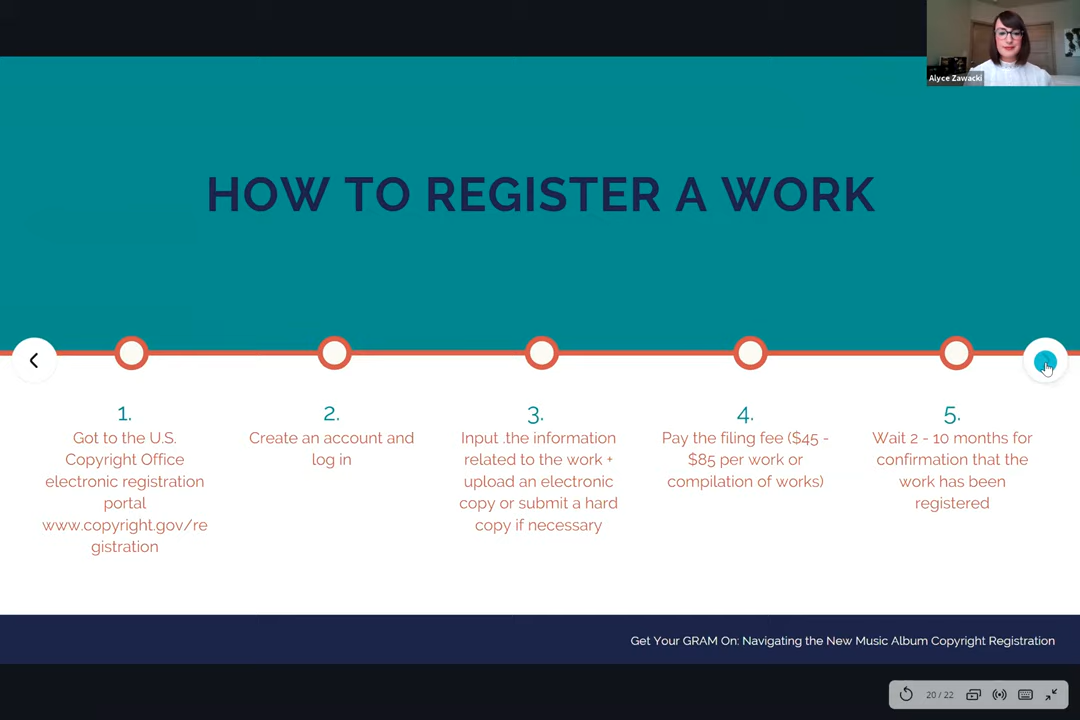 Alyce Zawacki
HOW TO REGISTER A WORK
1.
Got to the U.S.
Copyright Office
electronic registration
portal
www.copyright.gov/re
gistration
2.
Create an account and
log in
3.
Input .the information
related to the work +
upload an electronic
copy or submit a hard
copy if necessary
4.
Pay the filing fee ($45 -
$85 per work or
compilation of works)
5.
Wait 2 - 10 months for
confirmation that the
work has been
registered
Get Your GRAM On: Navigating the New Music Album Copyright Registration
20 / 22